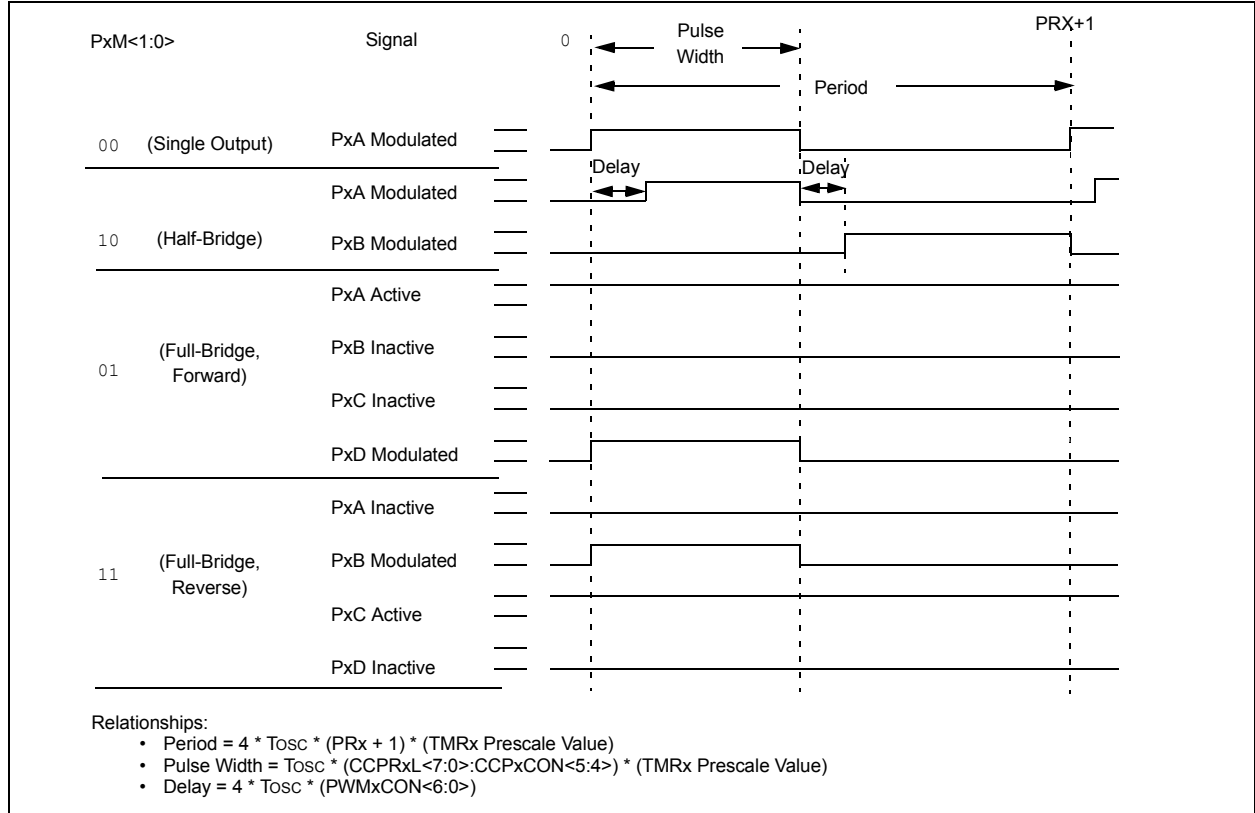 PxM<1:0> Signal 0 Pulse Width PRX+1
Period
00 (Single Output) PxA Modulated
Delay Delay
PxA Modulated
10 (Half-Bridge) PxB Modulated
PxA Active
01 (Full-Bridge, Forward) PxB Inactive
PxC Inactive
PxD Modulated
PxA Inactive
11 (Full-Bridge, Reverse) PxB Modulated
PxC Active
PxD Inactive
Relationships:
• Period = 4 * TOSC * (PRx + 1) * (TMRx Prescale Value)
• Pulse Width = TOSC * (CCPRxL<7:0>:CCPxCON<5:4>) * (TMRx Prescale Value)
• Delay = 4 * TOSC * (PWMxCON<6:0>)